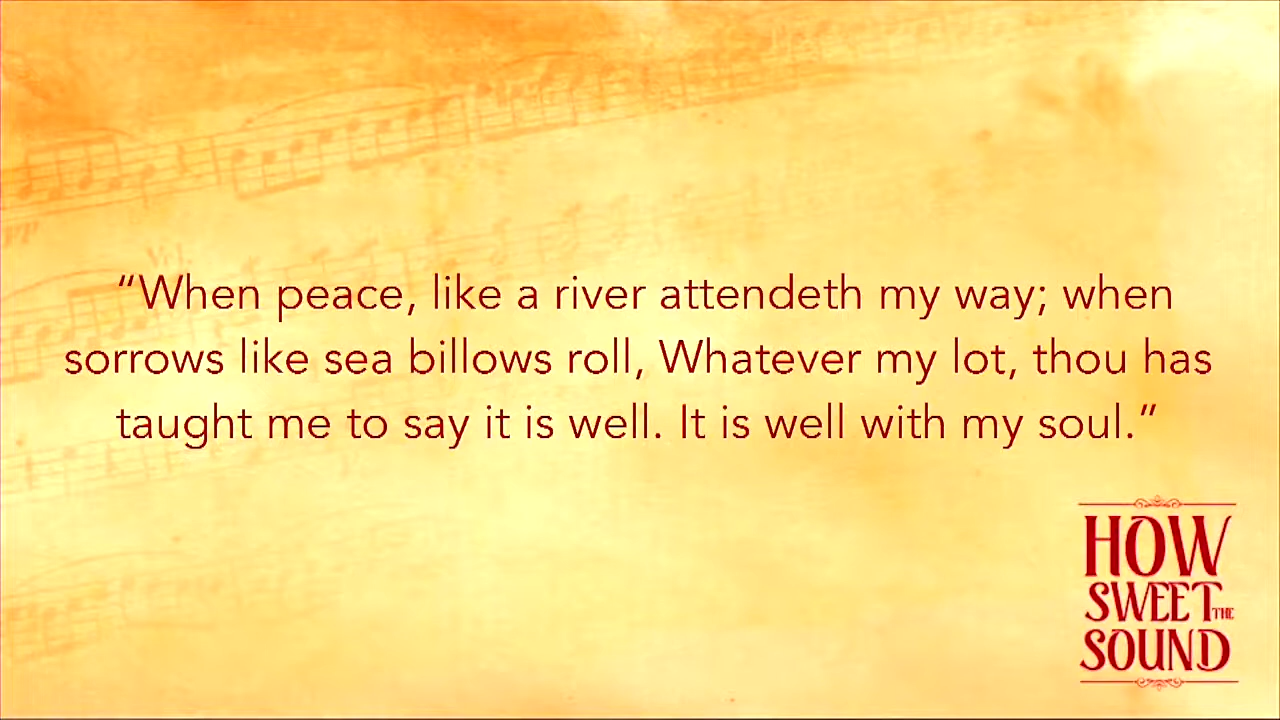 “When peace, like a river attendeth my way; when
sorrows like sea billows roll, Whatever my lot, thou has
taught me to say it is well. It is well with my soul.”
HOW
SWEET THE
SOUND